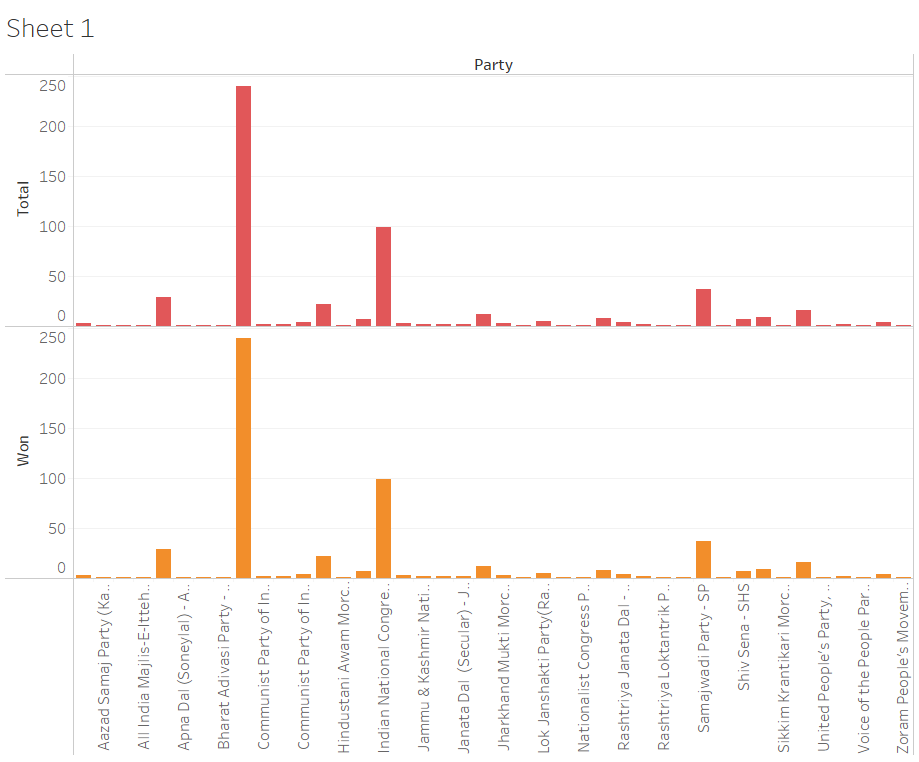 Sheet 1
Party
250
200
150
100
50
0
Total
250
200
150
100
50
0
Won
Aazad Samaj Party (Ka..
All India Majlis-E-Itteh..
Apna Dal (Soneylal) - A..
Bharat Adivasi Party - ..
Communist Party of In..
Communist Party of In..
Hindustani Awam Morc..
Indian National Congre..
Jammu & Kashmir Nati..
Janata Dal  (Secular) - J..
Jharkhand Mukti Morc..
Lok Janshakti Party(Ra..
Nationalist Congress P..
Rashtriya Janata Dal - ..
Rashtriya Loktantrik P..
Samajwadi Party - SP
Shiv Sena - SHS
Sikkim Krantikari Morc..
United People’s Party, ..
Voice of the People Par..
Zoram People’s Movem..